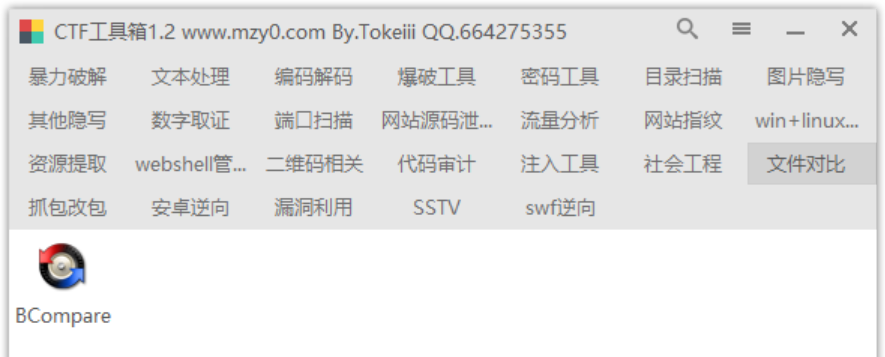 CTF工具箱1.2 www.mzy0.com By.Tokeiii QQ.664275355
暴力破解 文本处理 编码解码 爆破工具 密码工具 目录扫描 图片隐写
其他隐写 数字取证 端口扫描 网站源码泄... 流量分析 网站指纹 win+linux...
资源提取 webshell管... 二维码相关 代码审计 注入工具 社会工程 文件对比
抓包改包 安卓逆向 漏洞利用 SSTV swf逆向
BCompare